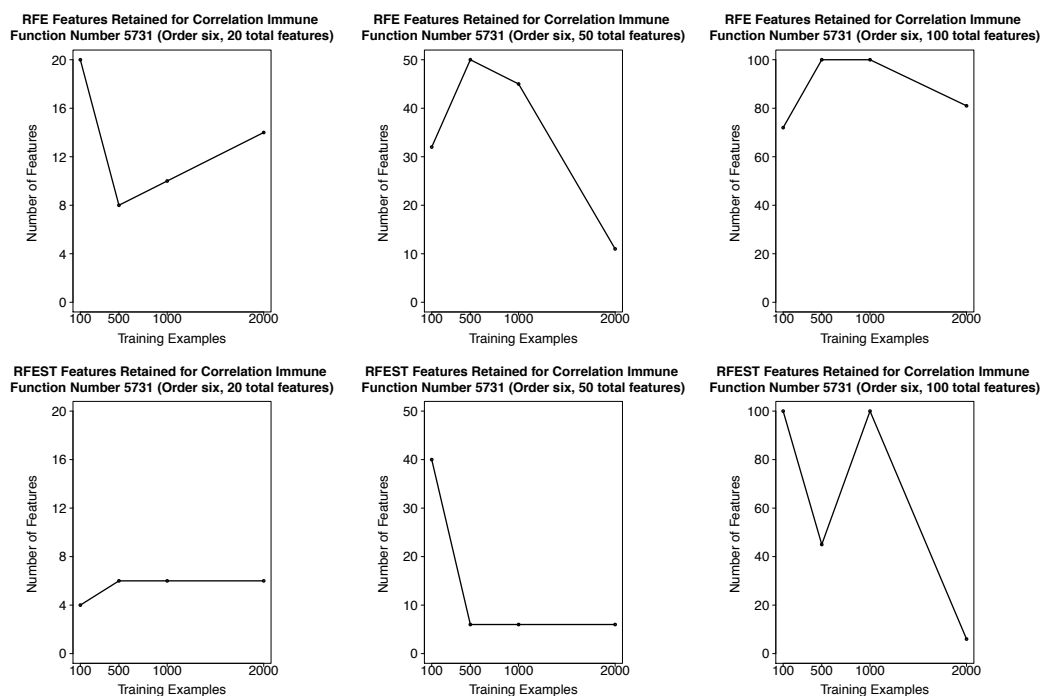 RFE Features Retained for Correlation Immune
Function Number 5731 (Order six, 20 total features)
Number of Features
20
16
12
8
4
0
100 500 1000 2000
Training Examples
RFE Features Retained for Correlation Immune
Function Number 5731 (Order six, 50 total features)
Number of Features
50
40
30
20
10
0
100 500 1000 2000
Training Examples
RFE Features Retained for Correlation Immune
Function Number 5731 (Order six, 100 total features)
Number of Features
100
80
60
40
20
0
100 500 1000 2000
Training Examples
RFEST Features Retained for Correlation Immune
Function Number 5731 (Order six, 20 total features)
Number of Features
20
16
12
8
4
0
100 500 1000 2000
Training Examples
RFEST Features Retained for Correlation Immune
Function Number 5731 (Order six, 50 total features)
Number of Features
50
40
30
20
10
0
100 500 1000 2000
Training Examples
RFEST Features Retained for Correlation Immune
Function Number 5731 (Order six, 100 total features)
Number of Features
100
80
60
40
20
0
100 500 1000 2000
Training Examples